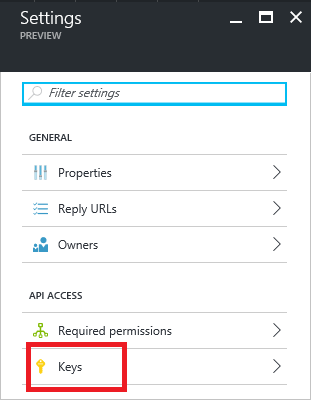 Settings
PREVIEW
Filter settings
GENERAL
Properties
Reply URLs
Owners
API ACCESS
Required permissions
Keys